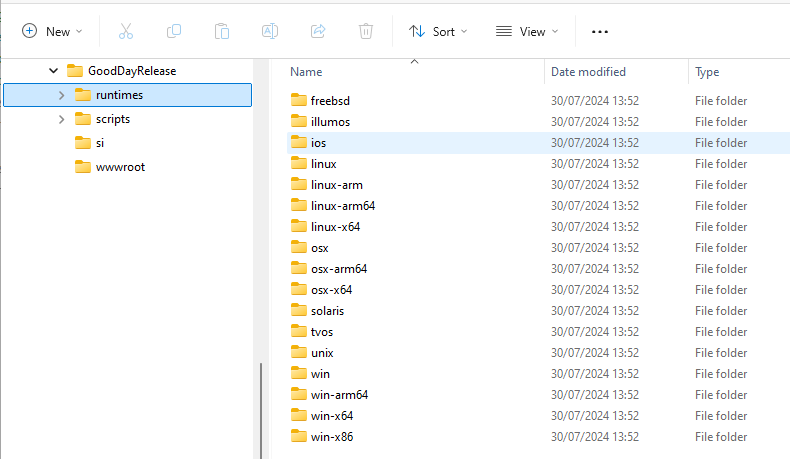 New Sort View •••
GoodDayRelease
runtimes
scripts
si
wwwroot
Name Date modified Type
freebsd 30/07/2024 13:52 File folder
illumos 30/07/2024 13:52 File folder
ios 30/07/2024 13:52 File folder
linux 30/07/2024 13:52 File folder
linux-arm 30/07/2024 13:52 File folder
linux-arm64 30/07/2024 13:52 File folder
linux-x64 30/07/2024 13:52 File folder
osx 30/07/2024 13:52 File folder
osx-arm64 30/07/2024 13:52 File folder
osx-x64 30/07/2024 13:52 File folder
solaris 30/07/2024 13:52 File folder
tvos 30/07/2024 13:52 File folder
unix 30/07/2024 13:52 File folder
win 30/07/2024 13:52 File folder
win-arm64 30/07/2024 13:52 File folder
win-x64 30/07/2024 13:52 File folder
win-x86 30/07/2024 13:52 File folder